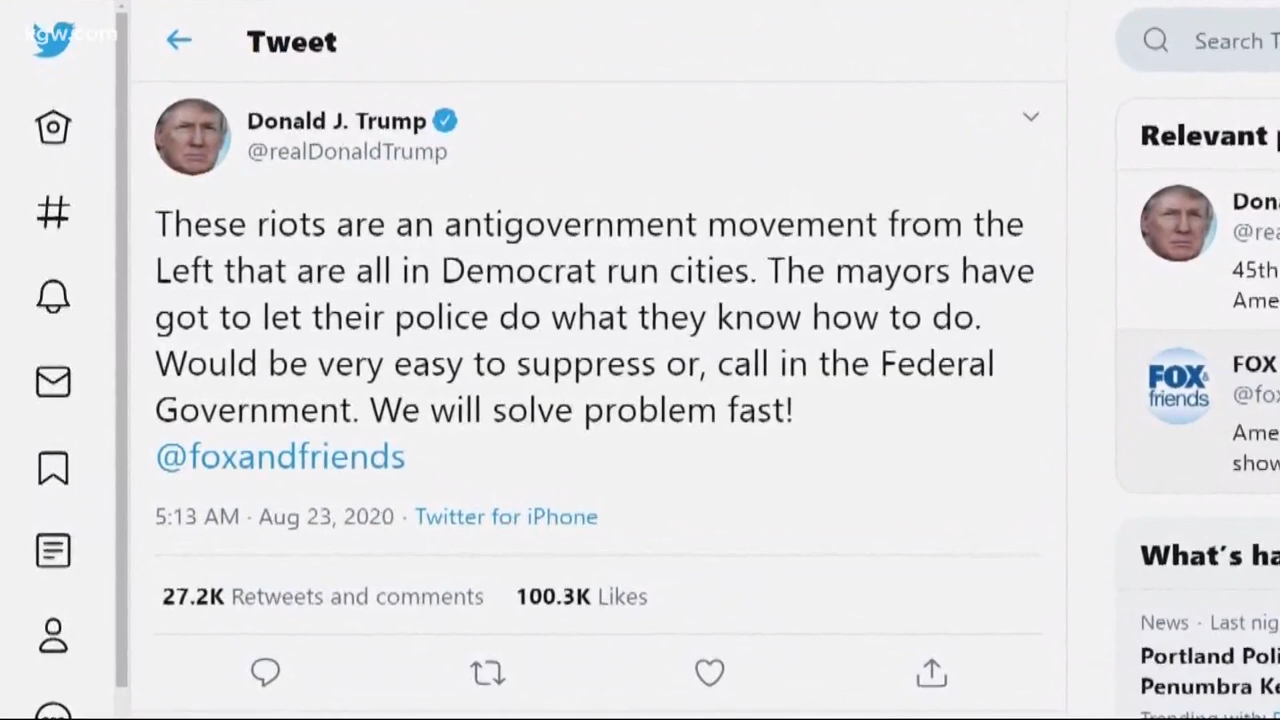 kgw.com
Tweet
Search T
Donald J. Trump
@realDonaldTrump
These riots are an antigovernment movement from the
Left that are all in Democrat run cities. The mayors have
got to let their police do what they know how to do.
Would be very easy to suppress or, call in the Federal
Government. We will solve problem fast!
@foxandfriends
5:13 AM · Aug 23, 2020 · Twitter for iPhone
27.2K Retweets and comments 100.3K Likes
Relevant p
Dona
@rea
45th
Ame
FOX&
friends
FOX
@fox
Ame
show
What's ha
News · Last nig
Portland Poli
Penumbra Ke
Trending with: